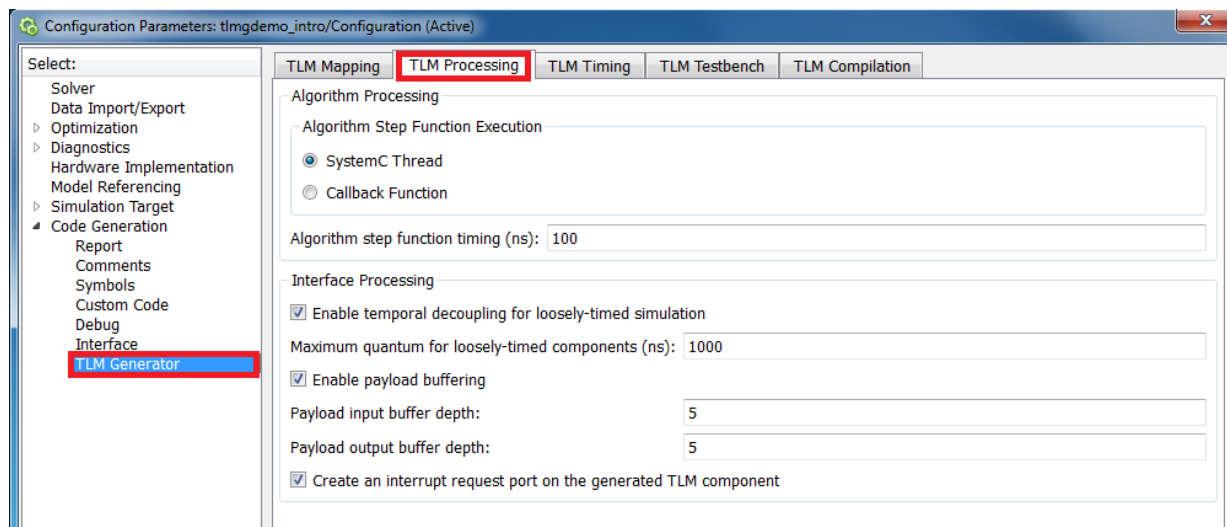 Configuration Parameters: tlmgdemo_intro/Configuration (Active)
Select:
Solver
Data Import/Export
Optimization
Diagnostics
Hardware Implementation
Model Referencing
Simulation Target
Code Generation
Report
Comments
Symbols
Custom Code
Debug
Interface
TLM Generator
TLM Mapping TLM Processing TLM Timing TLM Testbench TLM Compilation
Algorithm Processing
Algorithm Step Function Execution
SystemC Thread
Callback Function
Algorithm step function timing (ns): 100
Interface Processing
Enable temporal decoupling for loosely-timed simulation
Maximum quantum for loosely-timed components (ns): 1000
Enable payload buffering
Payload input buffer depth: 5
Payload output buffer depth: 5
Create an interrupt request port on the generated TLM component